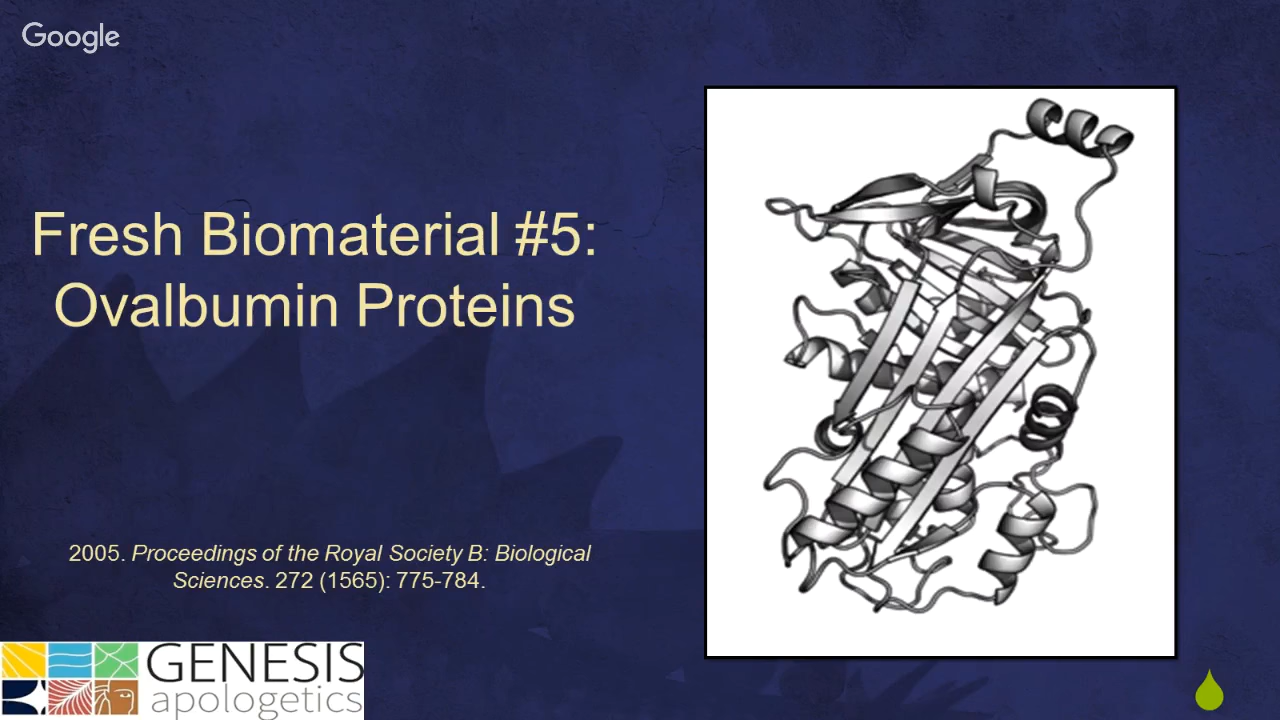 Google
Fresh Biomaterial #5:
Ovalbumin Proteins
2005. Proceedings of the Royal Society B: Biological
Sciences. 272 (1565): 775-784.
GENESIS
apologetics